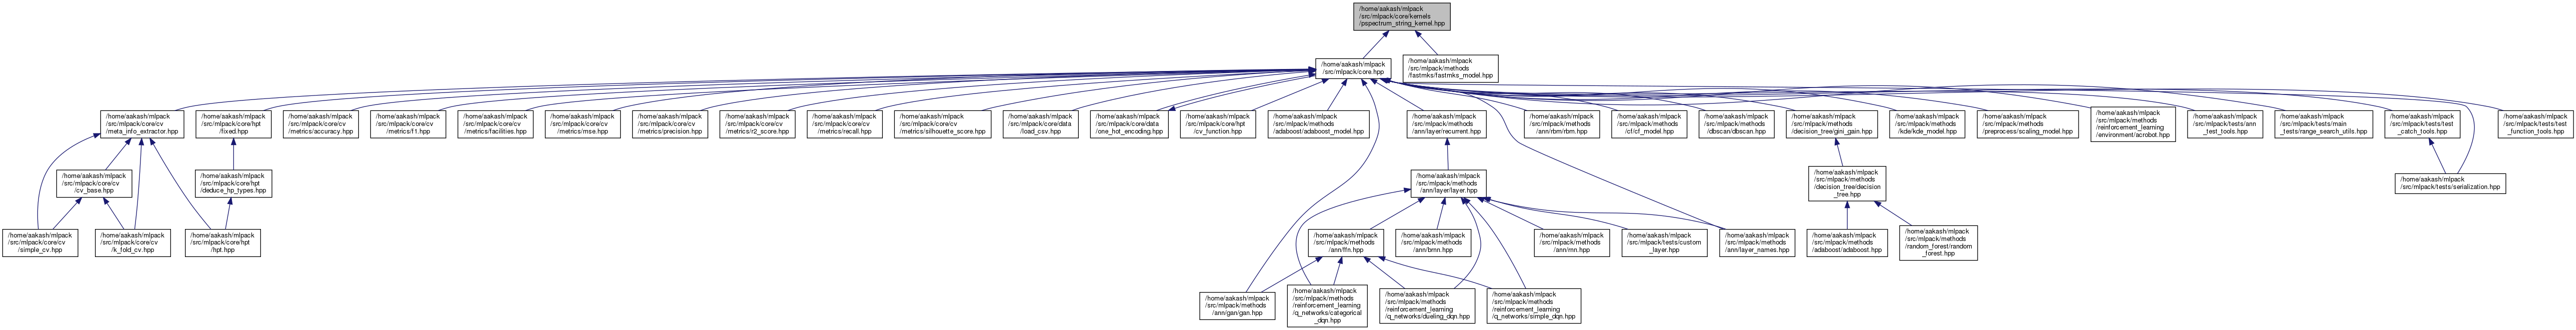 /home/aakash/mlpack
/src/mlpack/core/kernels
/pspectrum_string_kernel.hpp
/home/aakash/mlpack
/src/mlpack/core.hpp
/home/aakash/mlpack
/src/mlpack/methods
/fastmks/fastmks_model.hpp
/home/aakash/mlpack
/src/mlpack/core/cv
/meta_info_extractor.hpp
/home/aakash/mlpack
/src/mlpack/core/hpt
/fixed.hpp
/home/aakash/mlpack
/src/mlpack/core/cv
/metrics/accuracy.hpp
/home/aakash/mlpack
/src/mlpack/core/cv
/metrics/f1.hpp
/home/aakash/mlpack
/src/mlpack/core/cv
/metrics/facilities.hpp
/home/aakash/mlpack
/src/mlpack/core/cv
/metrics/mse.hpp
/home/aakash/mlpack
/src/mlpack/core/cv
/metrics/precision.hpp
/home/aakash/mlpack
/src/mlpack/core/cv
/metrics/r2_score.hpp
/home/aakash/mlpack
/src/mlpack/core/cv
/metrics/recall.hpp
/home/aakash/mlpack
/src/mlpack/core/cv
/metrics/silhouette_score.hpp
/home/aakash/mlpack
/src/mlpack/core/data
/load_csv.hpp
/home/aakash/mlpack
/src/mlpack/core/data
/one_hot_encoding.hpp
/home/aakash/mlpack
/src/mlpack/core/hpt
/cv_function.hpp
/home/aakash/mlpack
/src/mlpack/methods
/adaboost/adaboost_model.hpp
/home/aakash/mlpack
/src/mlpack/methods
/ann/layer/recurrent.hpp
/home/aakash/mlpack
/src/mlpack/methods
/ann/rbm/rbm.hpp
/home/aakash/mlpack
/src/mlpack/methods
/cf/cf_model.hpp
/home/aakash/mlpack
/src/mlpack/methods
/dbscan/dbscan.hpp
/home/aakash/mlpack
/src/mlpack/methods
/decision_tree/gini_gain.hpp
/home/aakash/mlpack
/src/mlpack/methods
/kde/kde_model.hpp
/home/aakash/mlpack
/src/mlpack/methods
/preprocess/scaling_model.hpp
/home/aakash/mlpack
/src/mlpack/methods
/reinforcement_learning
/environment/acrobot.hpp
/home/aakash/mlpack
/src/mlpack/tests/ann
_test_tools.hpp
/home/aakash/mlpack
/src/mlpack/tests/main
_tests/range_search_utils.hpp
/home/aakash/mlpack
/src/mlpack/tests/test
_catch_tools.hpp
/home/aakash/mlpack
/src/mlpack/tests/test
_function_tools.hpp
/home/aakash/mlpack
/src/mlpack/core/cv
/cv_base.hpp
/home/aakash/mlpack
/src/mlpack/core/hpt
/deduce_hp_types.hpp
/home/aakash/mlpack
/src/mlpack/methods
/ann/layer/layer.hpp
/home/aakash/mlpack
/src/mlpack/methods
/decision_tree/decision
_tree.hpp
/home/aakash/mlpack
/src/mlpack/tests/serialization.hpp
/home/aakash/mlpack
/src/mlpack/core/cv
/simple_cv.hpp
/home/aakash/mlpack
/src/mlpack/core/cv
/k_fold_cv.hpp
/home/aakash/mlpack
/src/mlpack/core/hpt
/hpt.hpp
/home/aakash/mlpack
/src/mlpack/methods
/ann/ffn.hpp
/home/aakash/mlpack
/src/mlpack/methods
/ann/brnn.hpp
/home/aakash/mlpack
/src/mlpack/methods
/ann/rnn.hpp
/home/aakash/mlpack
/src/mlpack/tests/custom
_layer.hpp
/home/aakash/mlpack
/src/mlpack/methods
/ann/layer_names.hpp
/home/aakash/mlpack
/src/mlpack/methods
/adaboost/adaboost.hpp
/home/aakash/mlpack
/src/mlpack/methods
/random_forest/random
_forest.hpp
/home/aakash/mlpack
/src/mlpack/methods
/ann/gan/gan.hpp
/home/aakash/mlpack
/src/mlpack/methods
/reinforcement_learning
/q_networks/categorical
_dqn.hpp
/home/aakash/mlpack
/src/mlpack/methods
/reinforcement_learning
/q_networks/dueling_dqn.hpp
/home/aakash/mlpack
/src/mlpack/methods
/reinforcement_learning
/q_networks/simple_dqn.hpp